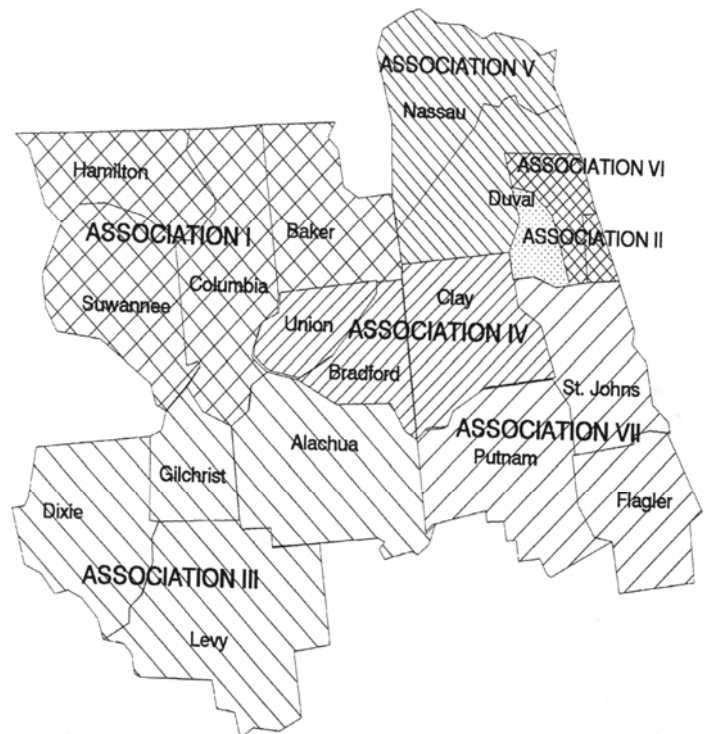 ASSOCIATION V
Nassau
Hamilton
ASSOCIATION VI
Duval
ASSOCIATION I
Baker
ASSOCIATION II
Columbia
Suwannee
Clay
Union
ASSOCIATION IV
Bradford
St. Johns
ASSOCIATION VII
Alachua
Putnam
Gilchrist
Flagler
Dixie
ASSOCIATION III
Levy